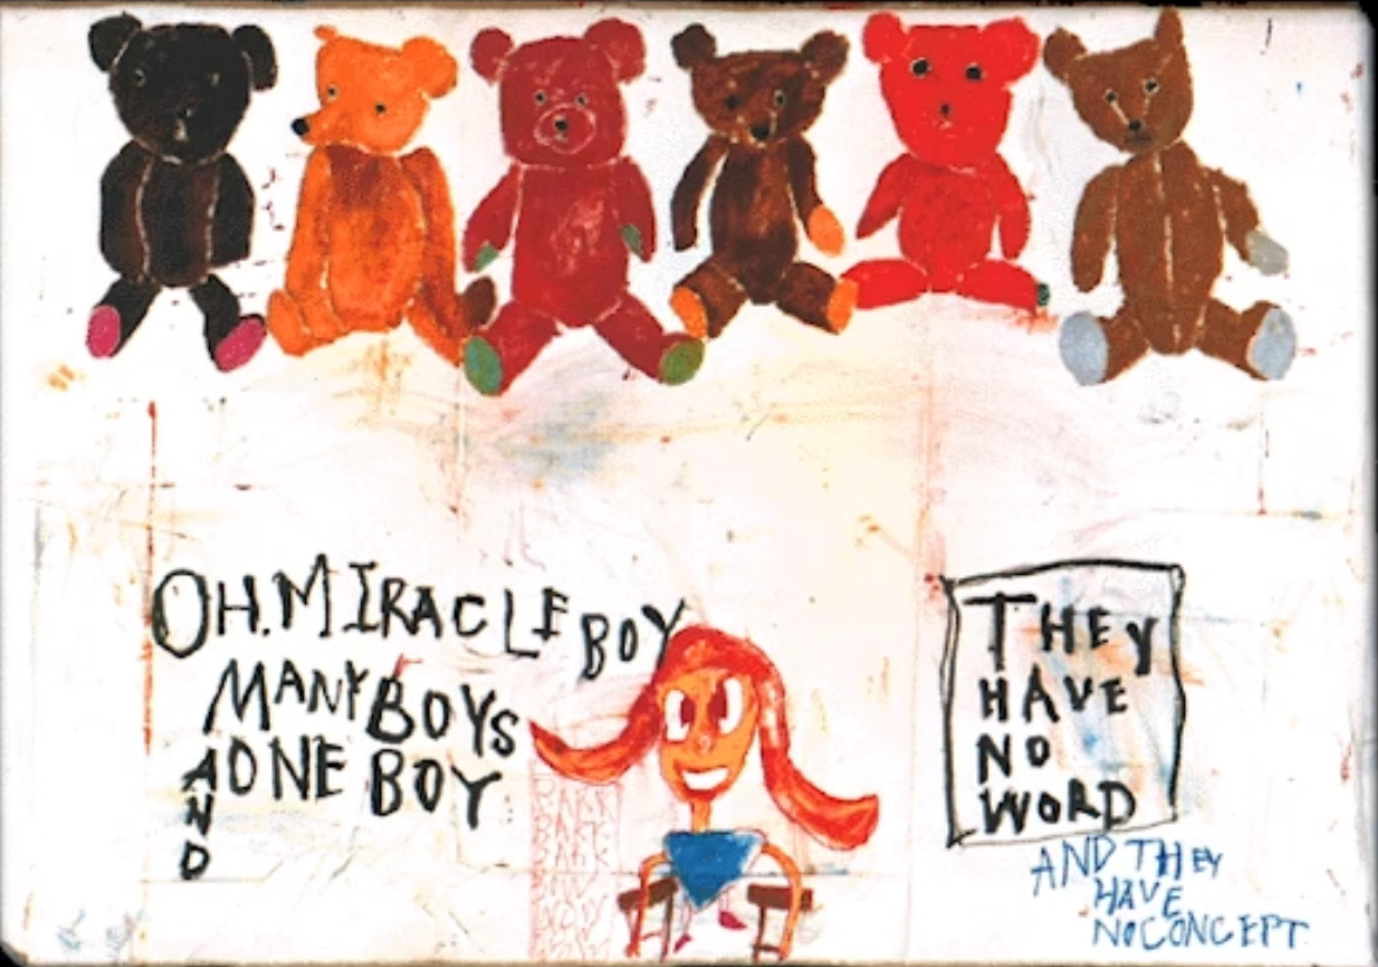 OH. MIRACLE BOY
MANY BOYS
AND
A ONE BOY
THEY
HAVE
NO
WORD
AND THEY
HAVE
NO CONCEPT